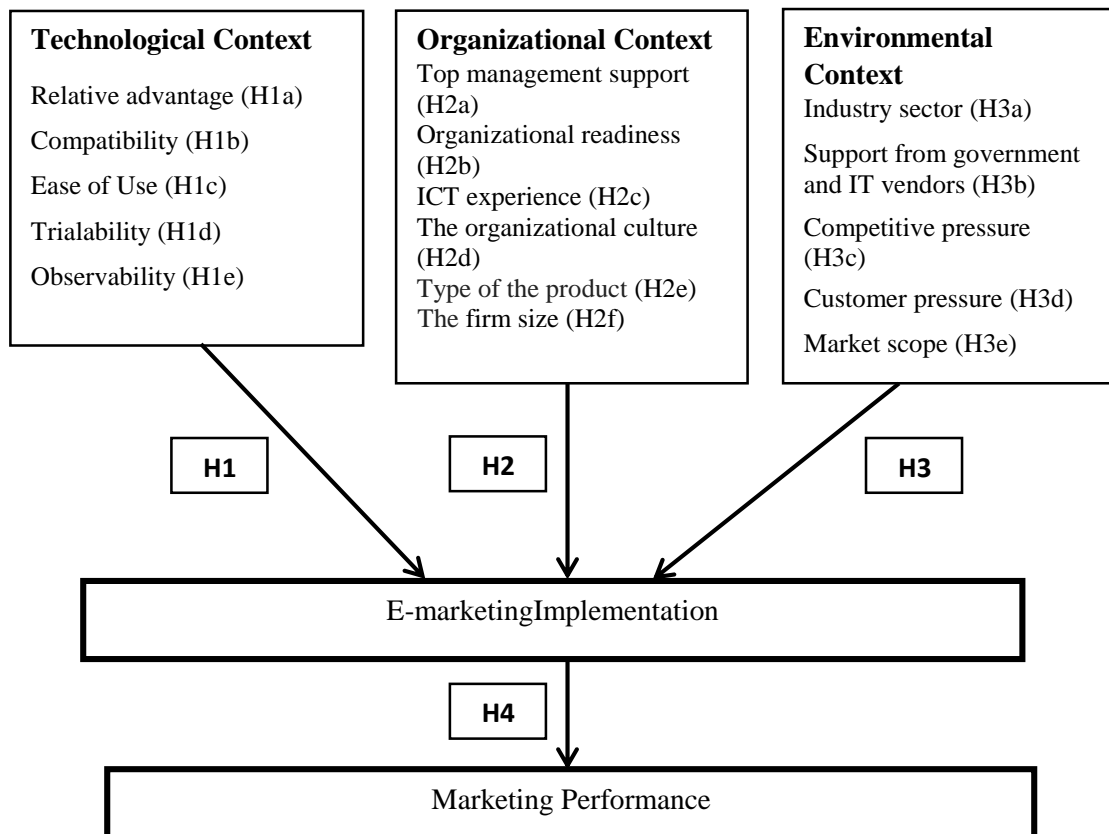 Technological Context
Relative advantage (H1a)
Compatibility (H1b)
Ease of Use (H1c)
Trialability (H1d)
Observability (H1e)
Organizational Context
Top management support
(H2a)
Organizational readiness
(H2b)
ICT experience (H2c)
The organizational culture
(H2d)
Type of the product (H2e)
The firm size (H2f)
Environmental
Context
Industry sector (H3a)
Support from government
and IT vendors (H3b)
Competitive pressure
(H3c)
Customer pressure (H3d)
Market scope (H3e)
H1
H2
H3
E-marketingImplementation
H4
Marketing Performance